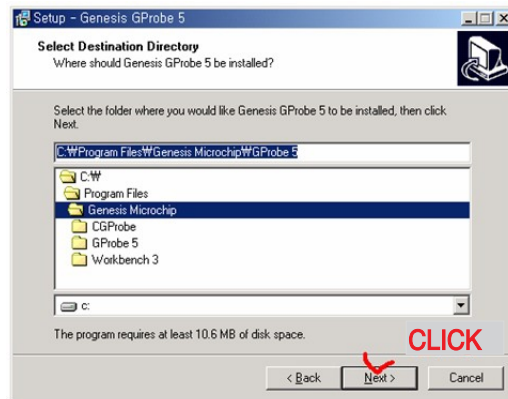 Setup - Genesis GProbe 5
Select Destination Directory
Where should Genesis GProbe 5 be installed?
Select the folder where you would like Genesis GProbe 5 to be installed, then click
Next.
C:₩Program Files₩Genesis Microchip₩GProbe 5
C:₩
Program Files
Genesis Microchip
CGProbe
GProbe 5
Workbench 3
c:
The program requires at least 10.6 MB of disk space.
CLICK
< Back
Next >
Cancel